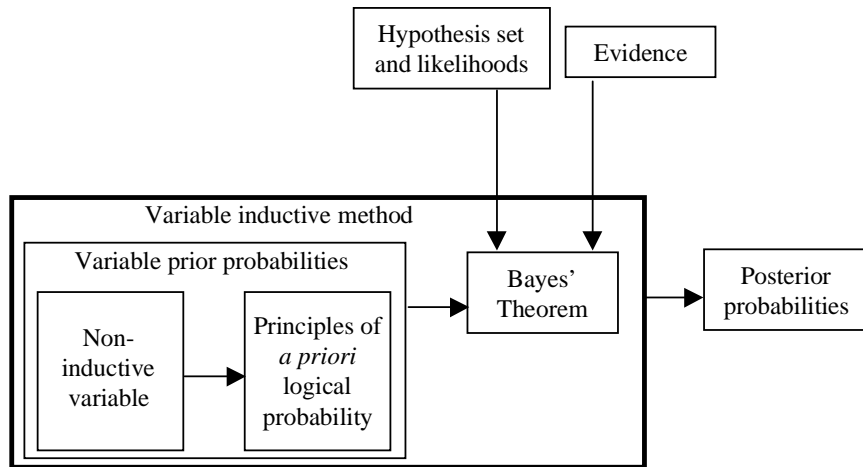 Hypothesis set
and likelihoods
Evidence
Variable inductive method
Variable prior probabilities
Non-
inductive
variable
Principles of
a priori
logical
probability
Bayes’
Theorem
Posterior
probabilities